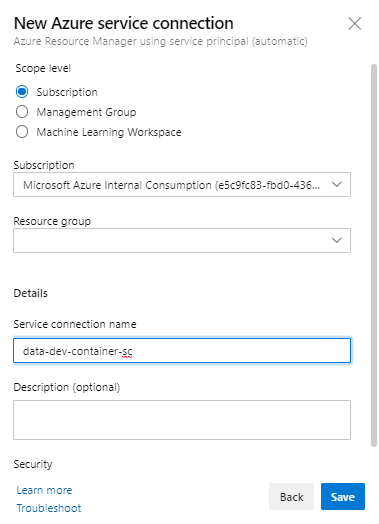 New Azure service connection
Azure Resource Manager using service principal (automatic)
Scope level
Subscription
Management Group
Machine Learning Workspace
Subscription
Microsoft Azure Internal Consumption (e5c9fc83-fbd0-436...
Resource group
Details
Service connection name
data-dev-container-sc
Description (optional)
Security
Learn more
Troubleshoot
Back
Save